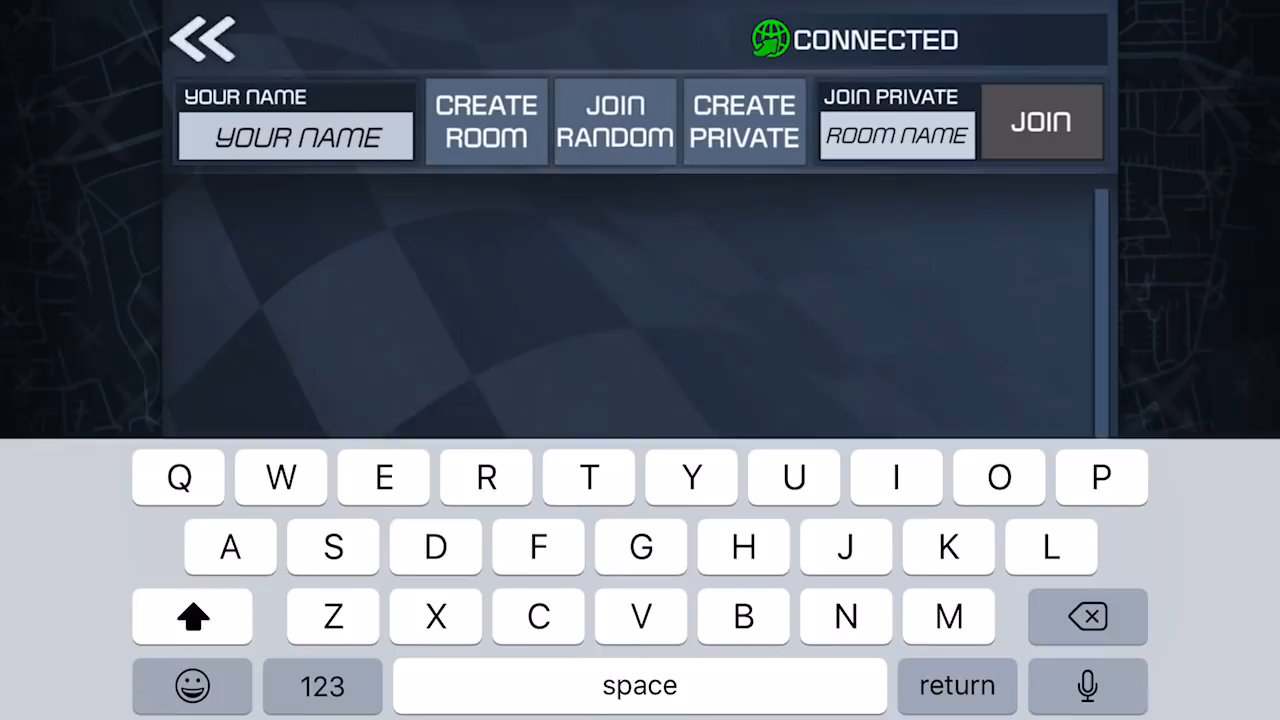 CONNECTED
YOUR NAME
YOUR NAME
CREATE
ROOM
JOIN
RANDOM
CREATE
PRIVATE
JOIN PRIVATE
ROOM NAME
JOIN
Q W E R T Y U I O P
A S D F G H J K L
Z X C V B N M
123 space return